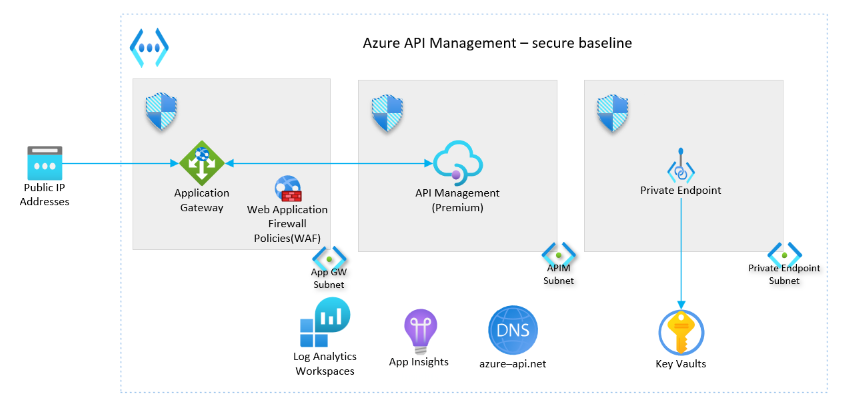 Azure API Management – secure baseline
Public IP
Addresses
Application
Gateway
Web Application
Firewall
Policies(WAF)
API Management
(Premium)
Private Endpoint
App GW
Subnet
APIM
Subnet
Private Endpoint
Subnet
Log Analytics
Workspaces
App Insights
DNS
azure–api.net
Key Vaults